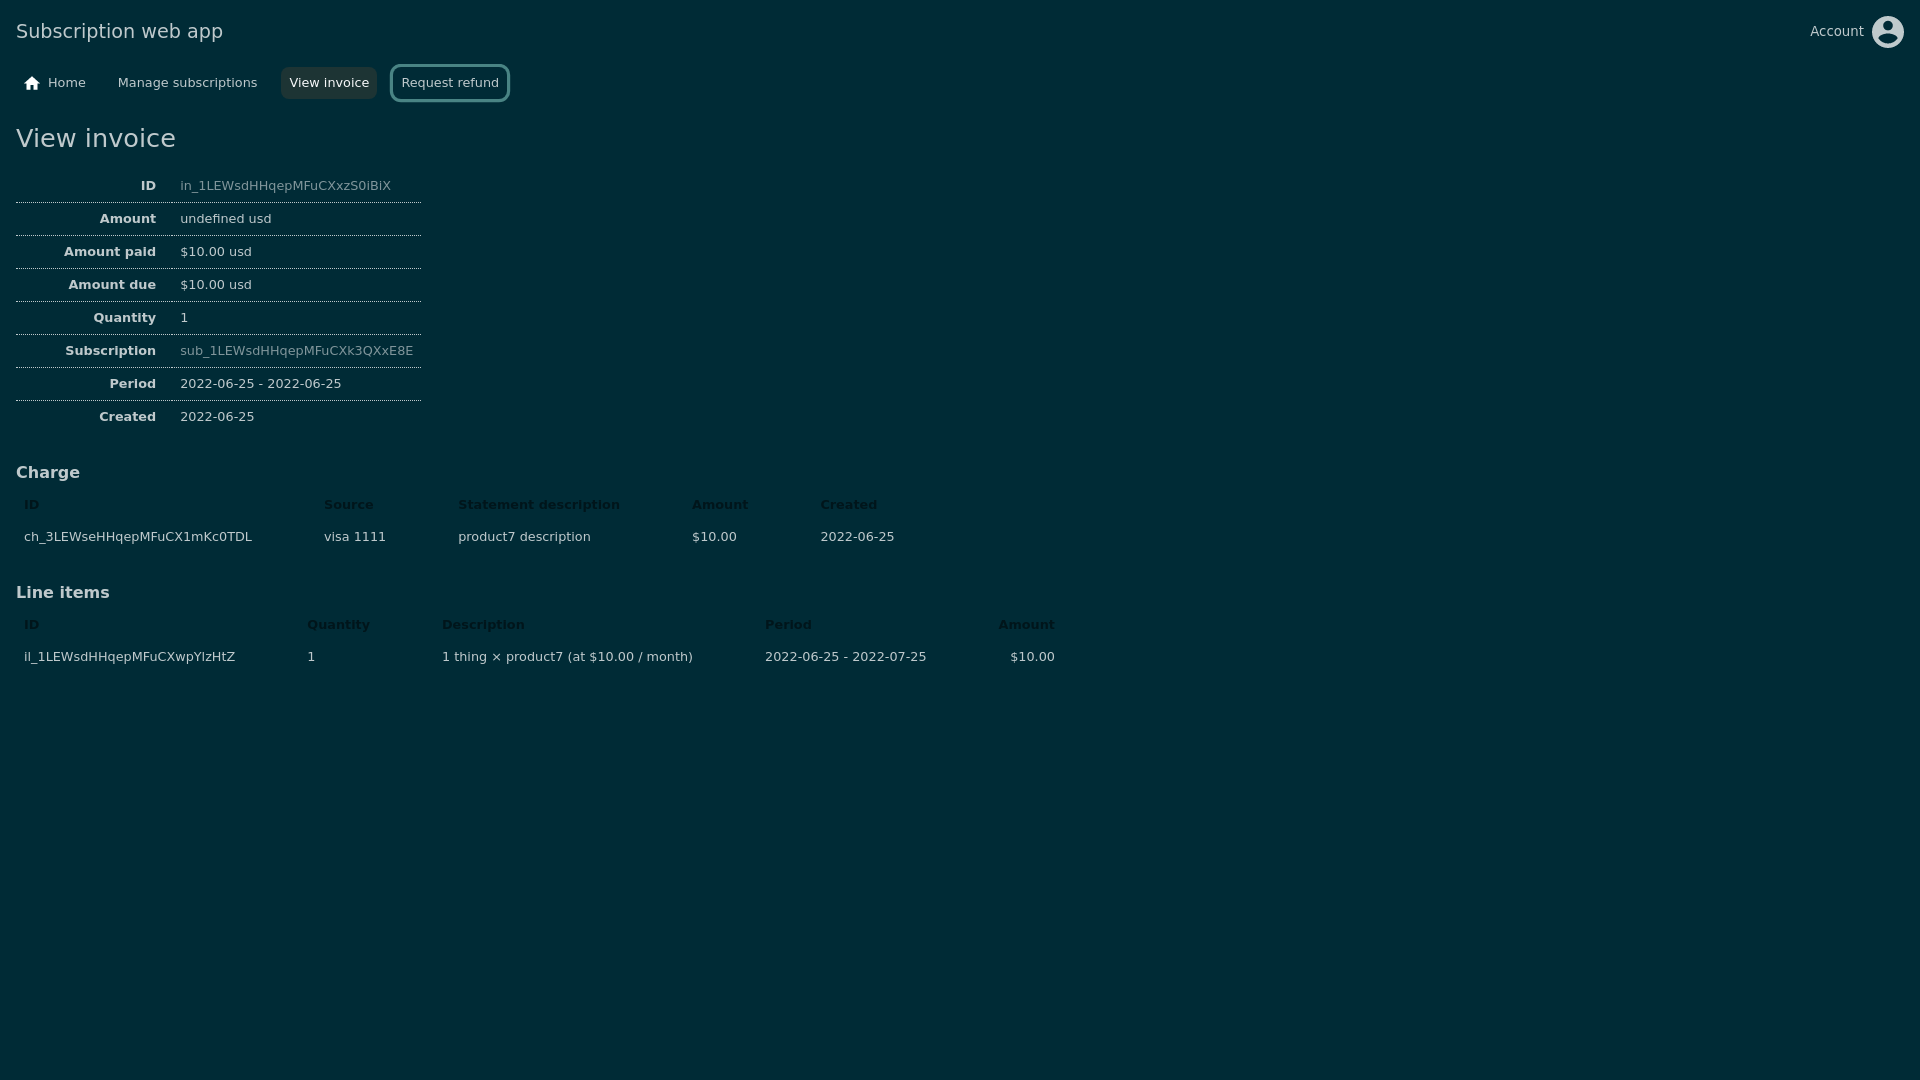 Subscription web app
Account
Home Manage subscriptions View invoice Request refund
View invoice
ID in_1LEWsdHHqepMFuCXxzS0iBiX
Amount undefined usd
Amount paid $10.00 usd
Amount due $10.00 usd
Quantity 1
Subscription sub_1LEWsdHHqepMFuCXk3QXxE8E
Period 2022-06-25 - 2022-06-25
Created 2022-06-25
Charge
ID Source Statement description Amount Created
ch_3LEWseHHqepMFuCX1mKc0TDL visa 1111 product7 description $10.00 2022-06-25
Line items
ID Quantity Description Period Amount
il_1LEWsdHHqepMFuCXwpYlzHtZ 1 1 thing × product7 (at $10.00 / month) 2022-06-25 - 2022-07-25 $10.00